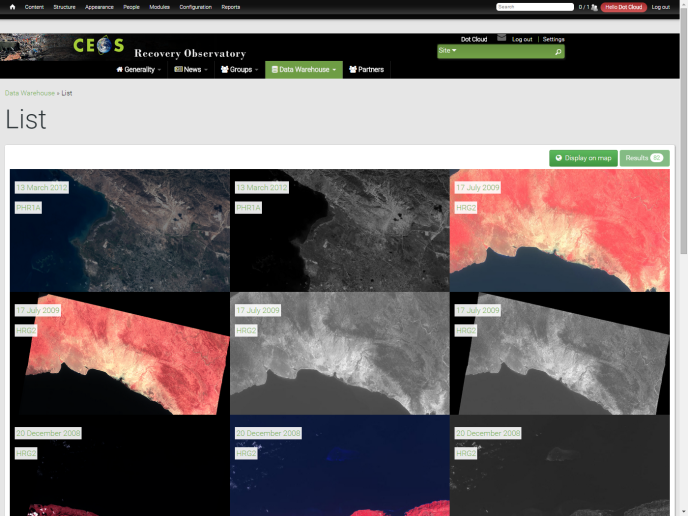 Content Structure Appearance People Modules Configuration Reports Search 0 / 1 Hello Dot Cloud Log out
CEOS Recovery Observatory
Dot Cloud Log out | Settings
Site
Generality News Groups Data Warehouse Partners
Data Warehouse » List
List
Display on map Results
13 March 2012 13 March 2012 17 July 2009
PHR1A PHR1A HRG2
17 July 2009 17 July 2009 17 July 2009
HRG2 HRG2 HRG2
20 December 2008 20 December 2008 20 December 2008
HRG2 HRG2 HRG2